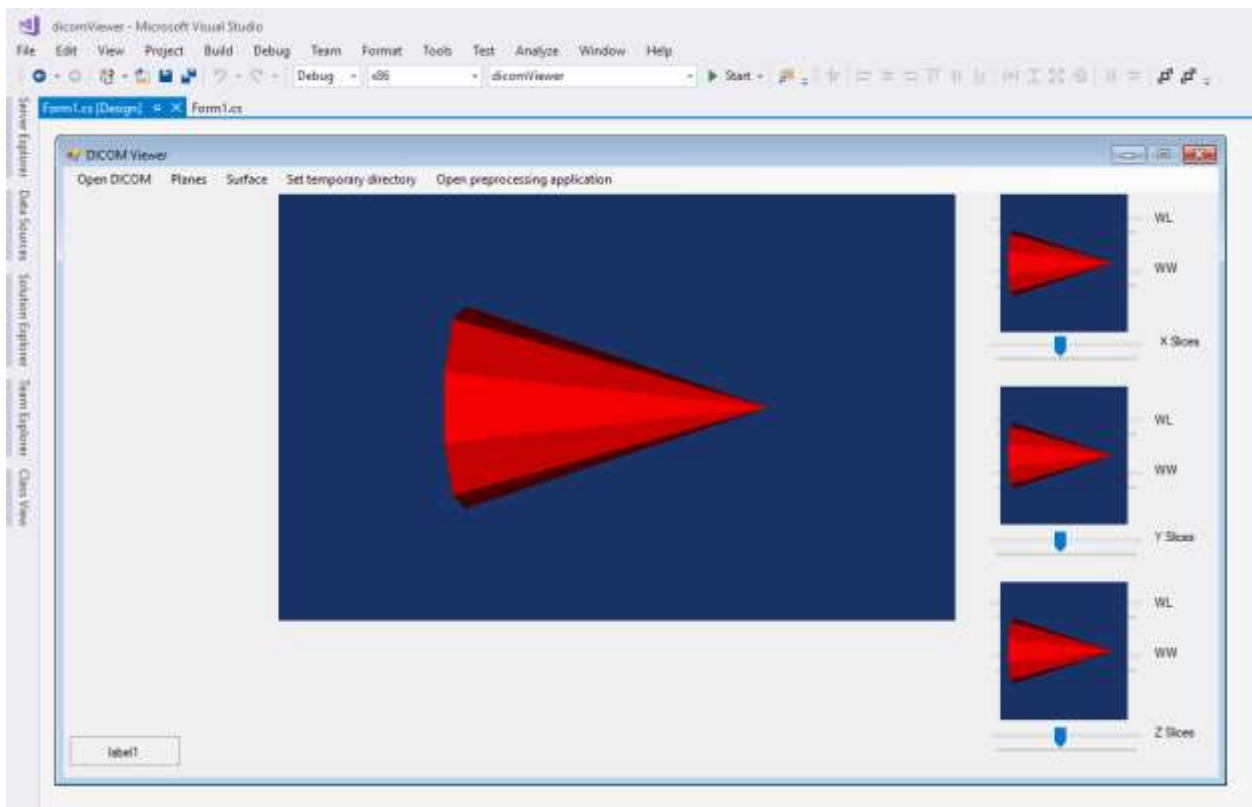 dicomViewer - Microsoft Visual Studio
File Edit View Project Build Debug Team Format Tools Test Analyze Window Help
Debug x86 dicomViewer Start
Form1.cs [Design] Form1.cs
Server Explorer
Data Sources
Solution Explorer
Team Explorer
Class View
DICOM Viewer
Open DICOM Planes Surface Set temporary directory Open preprocessing application
WL
WW
X Slices
WL
WW
Y Slices
WL
WW
Z Slices
label1